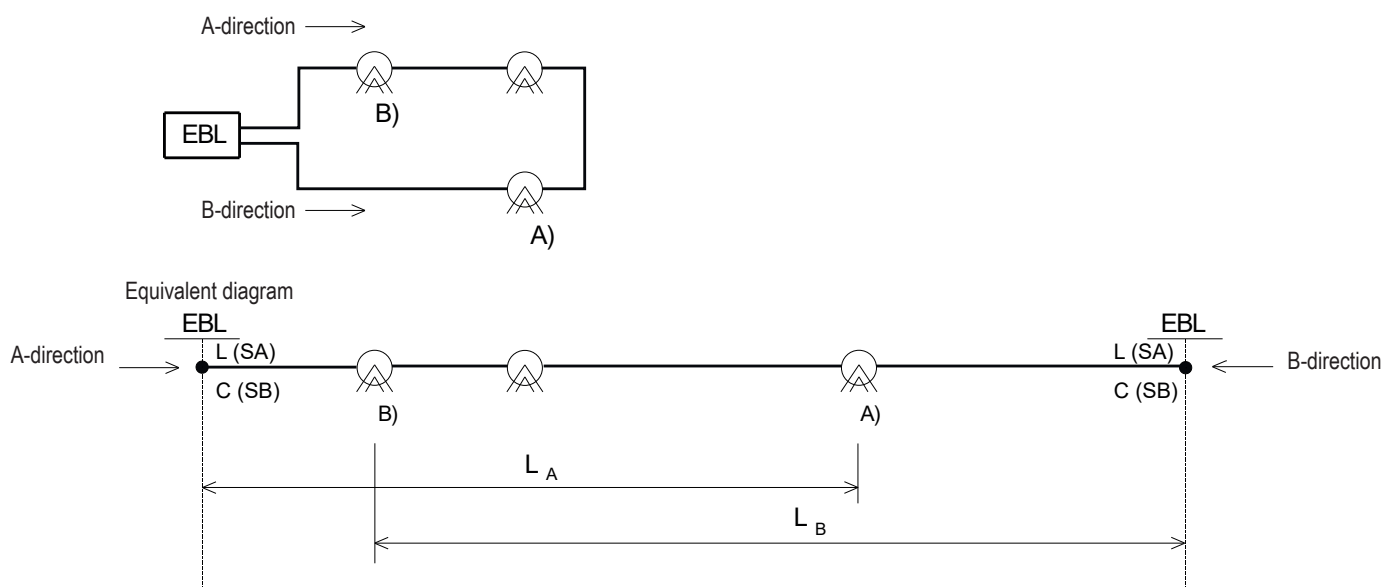 A-direction
B)
EBL
B-direction
A)
Equivalent diagram
EBL
EBL
A-direction
L (SA)
L (SA)
B-direction
C (SB)
C (SB)
B)
A)
L A
L B